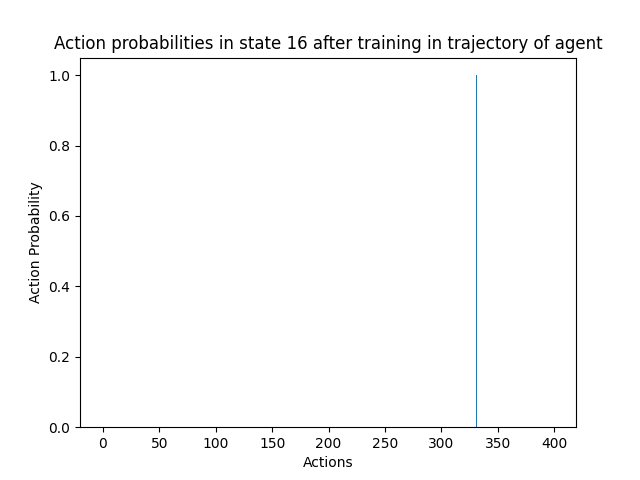 Action probabilities in state 16 after training in trajectory of agent
1.0
0.8
0.6
0.4
0.2
0.0
Action Probability
0 50 100 150 200 250 300 350 400
Actions